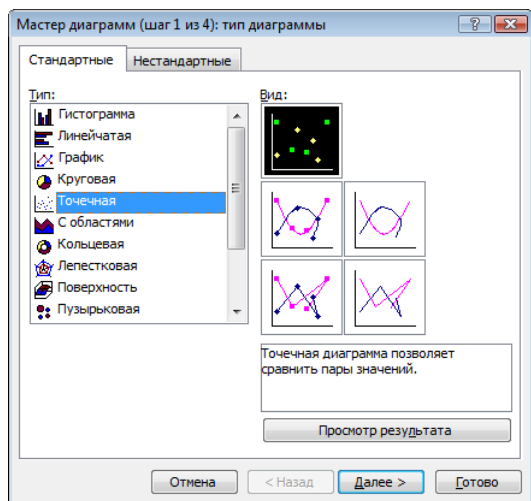 Мастер диаграмм (шаг 1 из 4): тип диаграммы
Стандартные
Нестандартные
Тип:
Гистограмма
Линейчатая
График
Круговая
Точечная
С областями
Кольцевая
Лепестковая
Поверхность
Пузырьковая
Вид:
Точечная диаграмма позволяет
сравнить пары значений.
Просмотр результата
Отмена
< Назад
Далее >
Готово